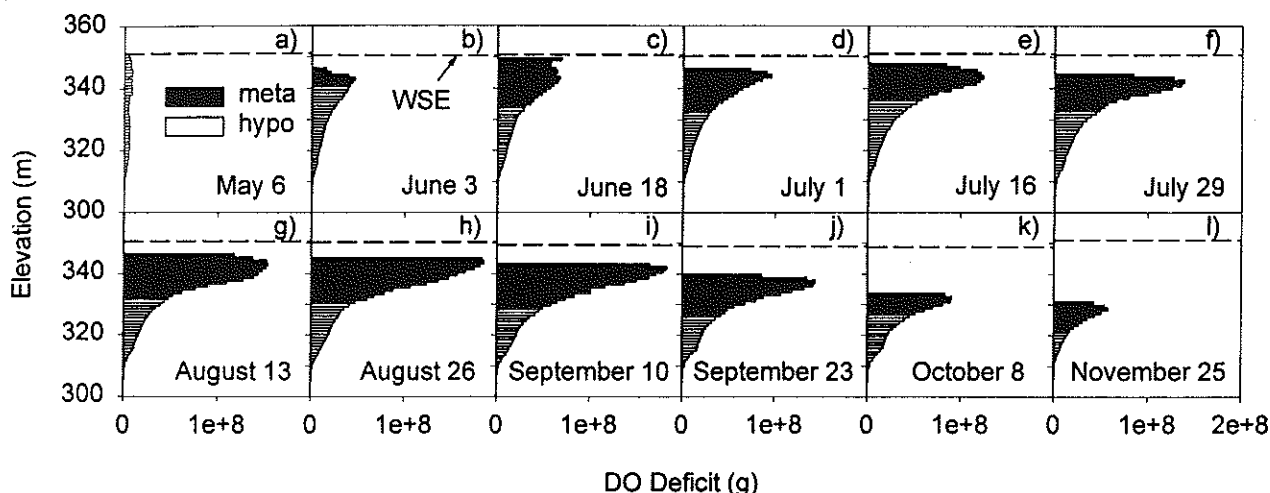 360
340
320
300
340
320
300
Elevation (m)
a)
meta
hypo
May 6
b)
WSE
June 3
c)
June 18
d)
July 1
e)
July 16
f)
July 29
g)
August 13
h)
August 26
i)
September 10
j)
September 23
k)
October 8
l)
November 25
0 1e+8 0 1e+8 0 1e+8 0 1e+8 0 1e+8 0 1e+8 2e+8
DO Deficit (g)